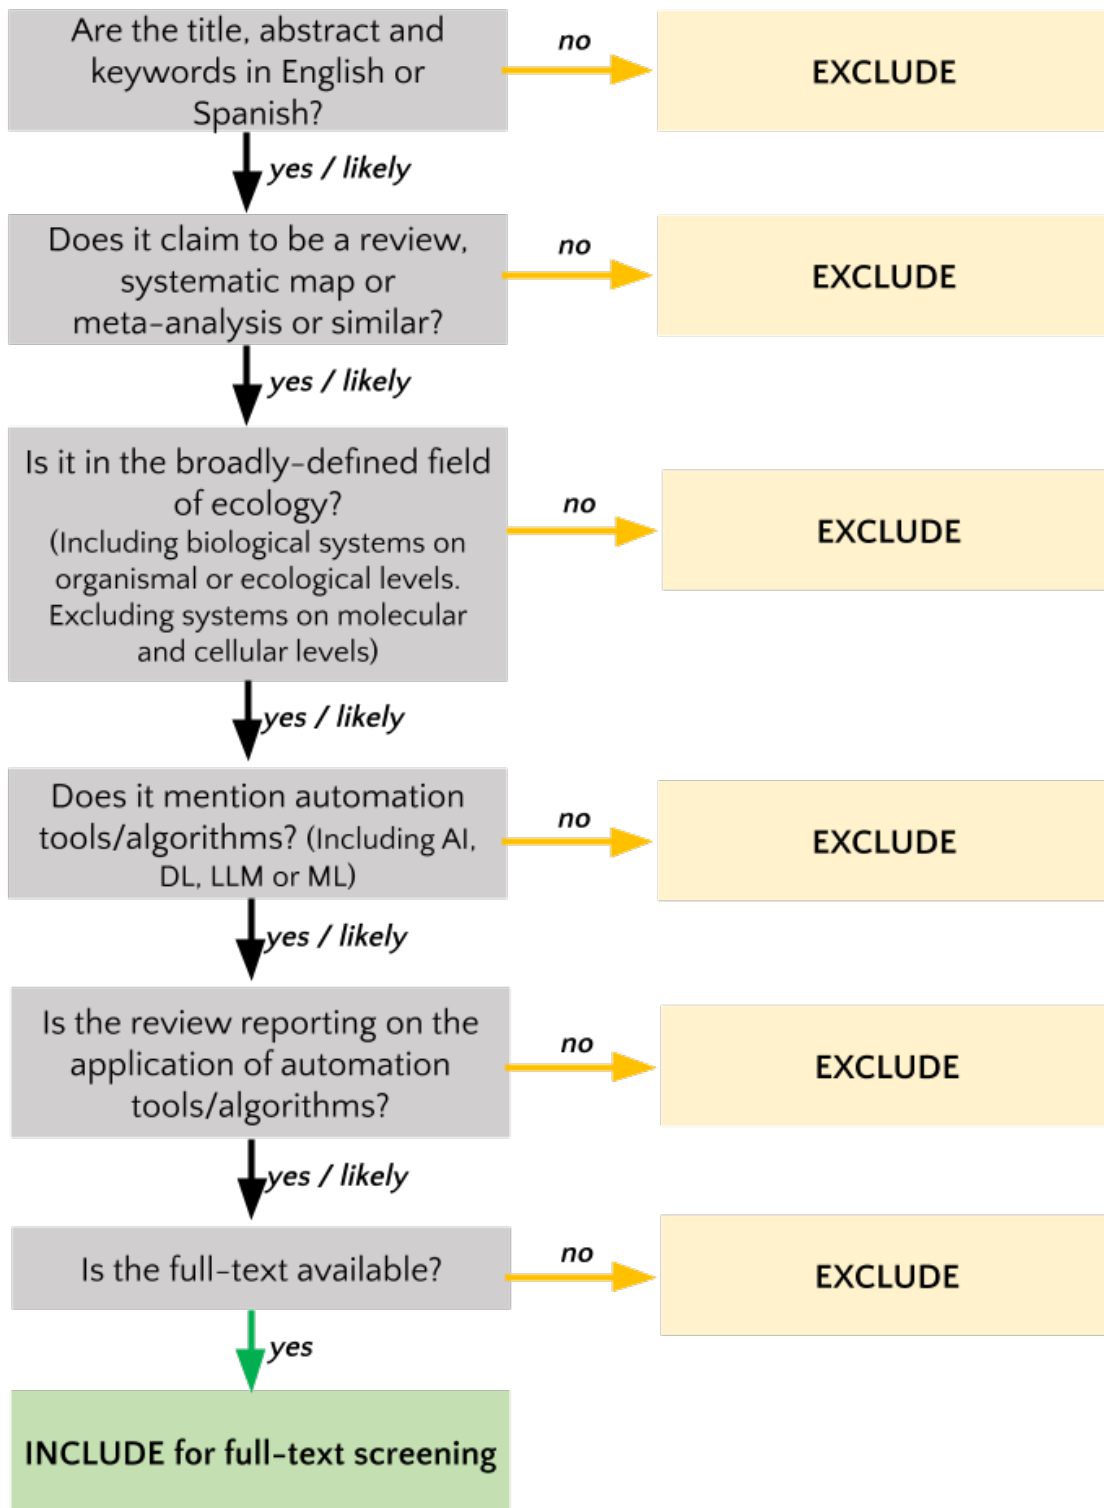 Are the title, abstract and
keywords in English or
Spanish?
no
EXCLUDE
yes / likely
Does it claim to be a review,
systematic map or
meta-analysis or similar?
no
EXCLUDE
yes / likely
Is it in the broadly-defined field
of ecology?
(Including biological systems on
organismal or ecological levels.
Excluding systems on molecular
and cellular levels)
no
EXCLUDE
yes / likely
Does it mention automation
tools/algorithms? (Including AI,
DL, LLM or ML)
no
EXCLUDE
yes / likely
Is the review reporting on the
application of automation
tools/algorithms?
no
EXCLUDE
yes / likely
Is the full-text available?
no
EXCLUDE
yes
INCLUDE for full-text screening